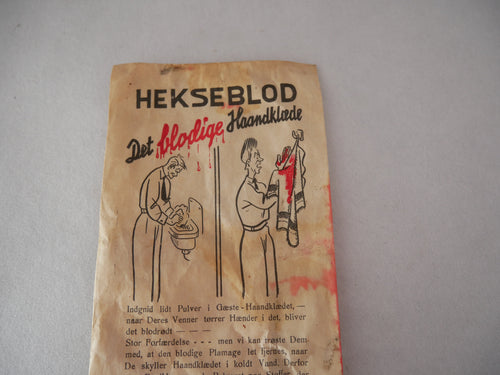 HEKSEBLOD
Det blodige Haandklæde
Indgnid lidt Pulver i Gæste-Haandklædet, —
naar Deres Venner tørrer Hænder i det, bliver
det blodrødt — — —
Stor Forfærdelse - - - men vi kan trøste Dem
med, at den blodige Plamage let fjernes, naar
De skyller Haandklædet i koldt Vand. Derfor